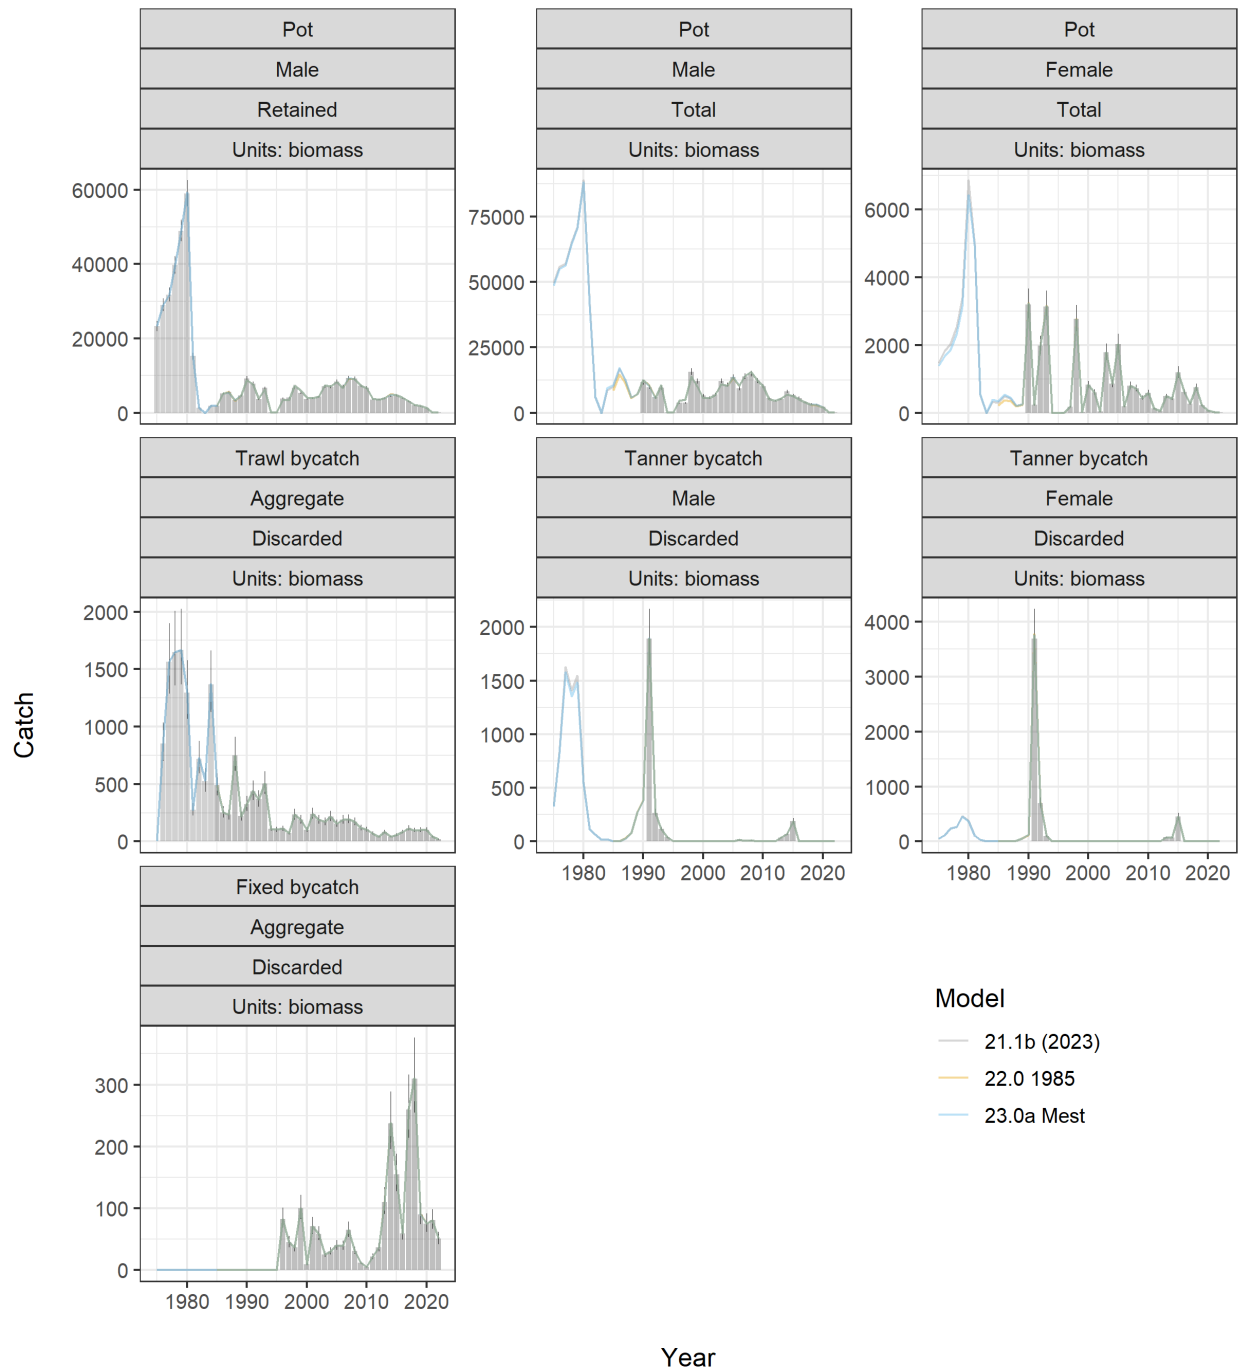 Pot
Male
Retained
Units: biomass
60000
40000
20000
0
Pot
Male
Total
Units: biomass
75000
50000
25000
0
Pot
Female
Total
Units: biomass
6000
4000
2000
0
Trawl bycatch
Aggregate
Discarded
Units: biomass
2000
1500
1000
500
0
Tanner bycatch
Male
Discarded
Units: biomass
2000
1500
1000
500
0
1980 1990 2000 2010 2020
Tanner bycatch
Female
Discarded
Units: biomass
4000
3000
2000
1000
0
1980 1990 2000 2010 2020
Fixed bycatch
Aggregate
Discarded
Units: biomass
300
200
100
0
1980 1990 2000 2010 2020
Catch
Year
Model
21.1b (2023)
22.0 1985
23.0a Mest